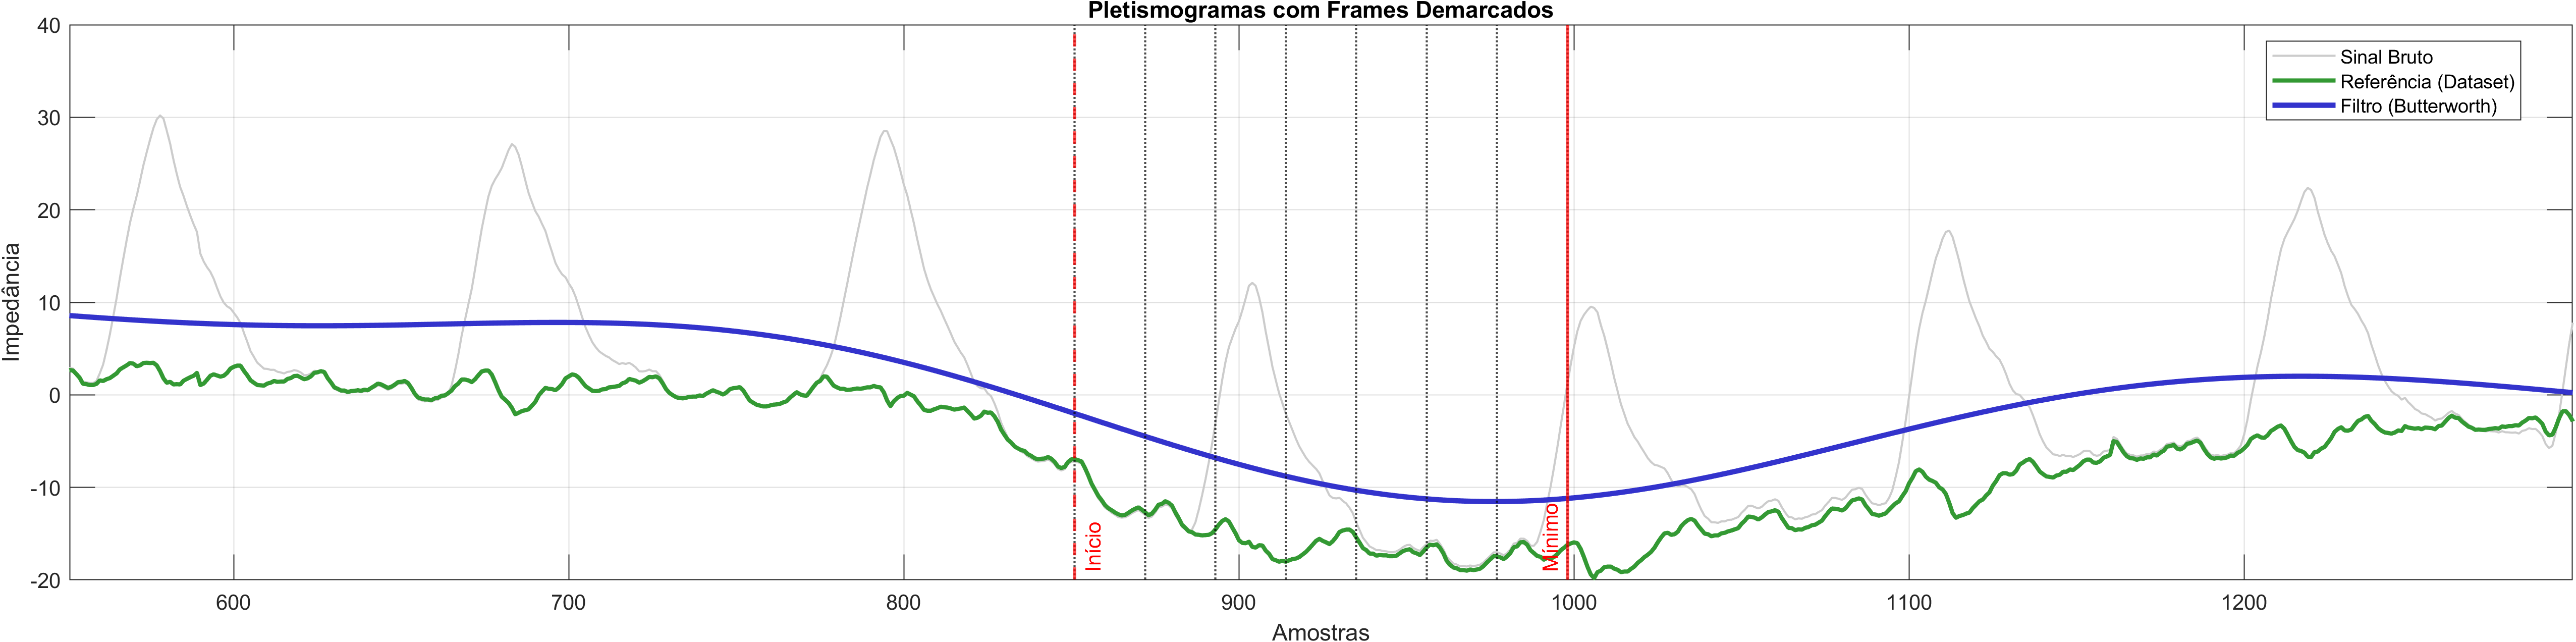 Pletismogramas com Frames Demarcados
40
30
20
10
0
-10
-20
Impedância
Sinal Bruto
Referência (Dataset)
Filtro (Butterworth)
Início
Mínimo
600
700
800
900
1000
1100
1200
Amostras